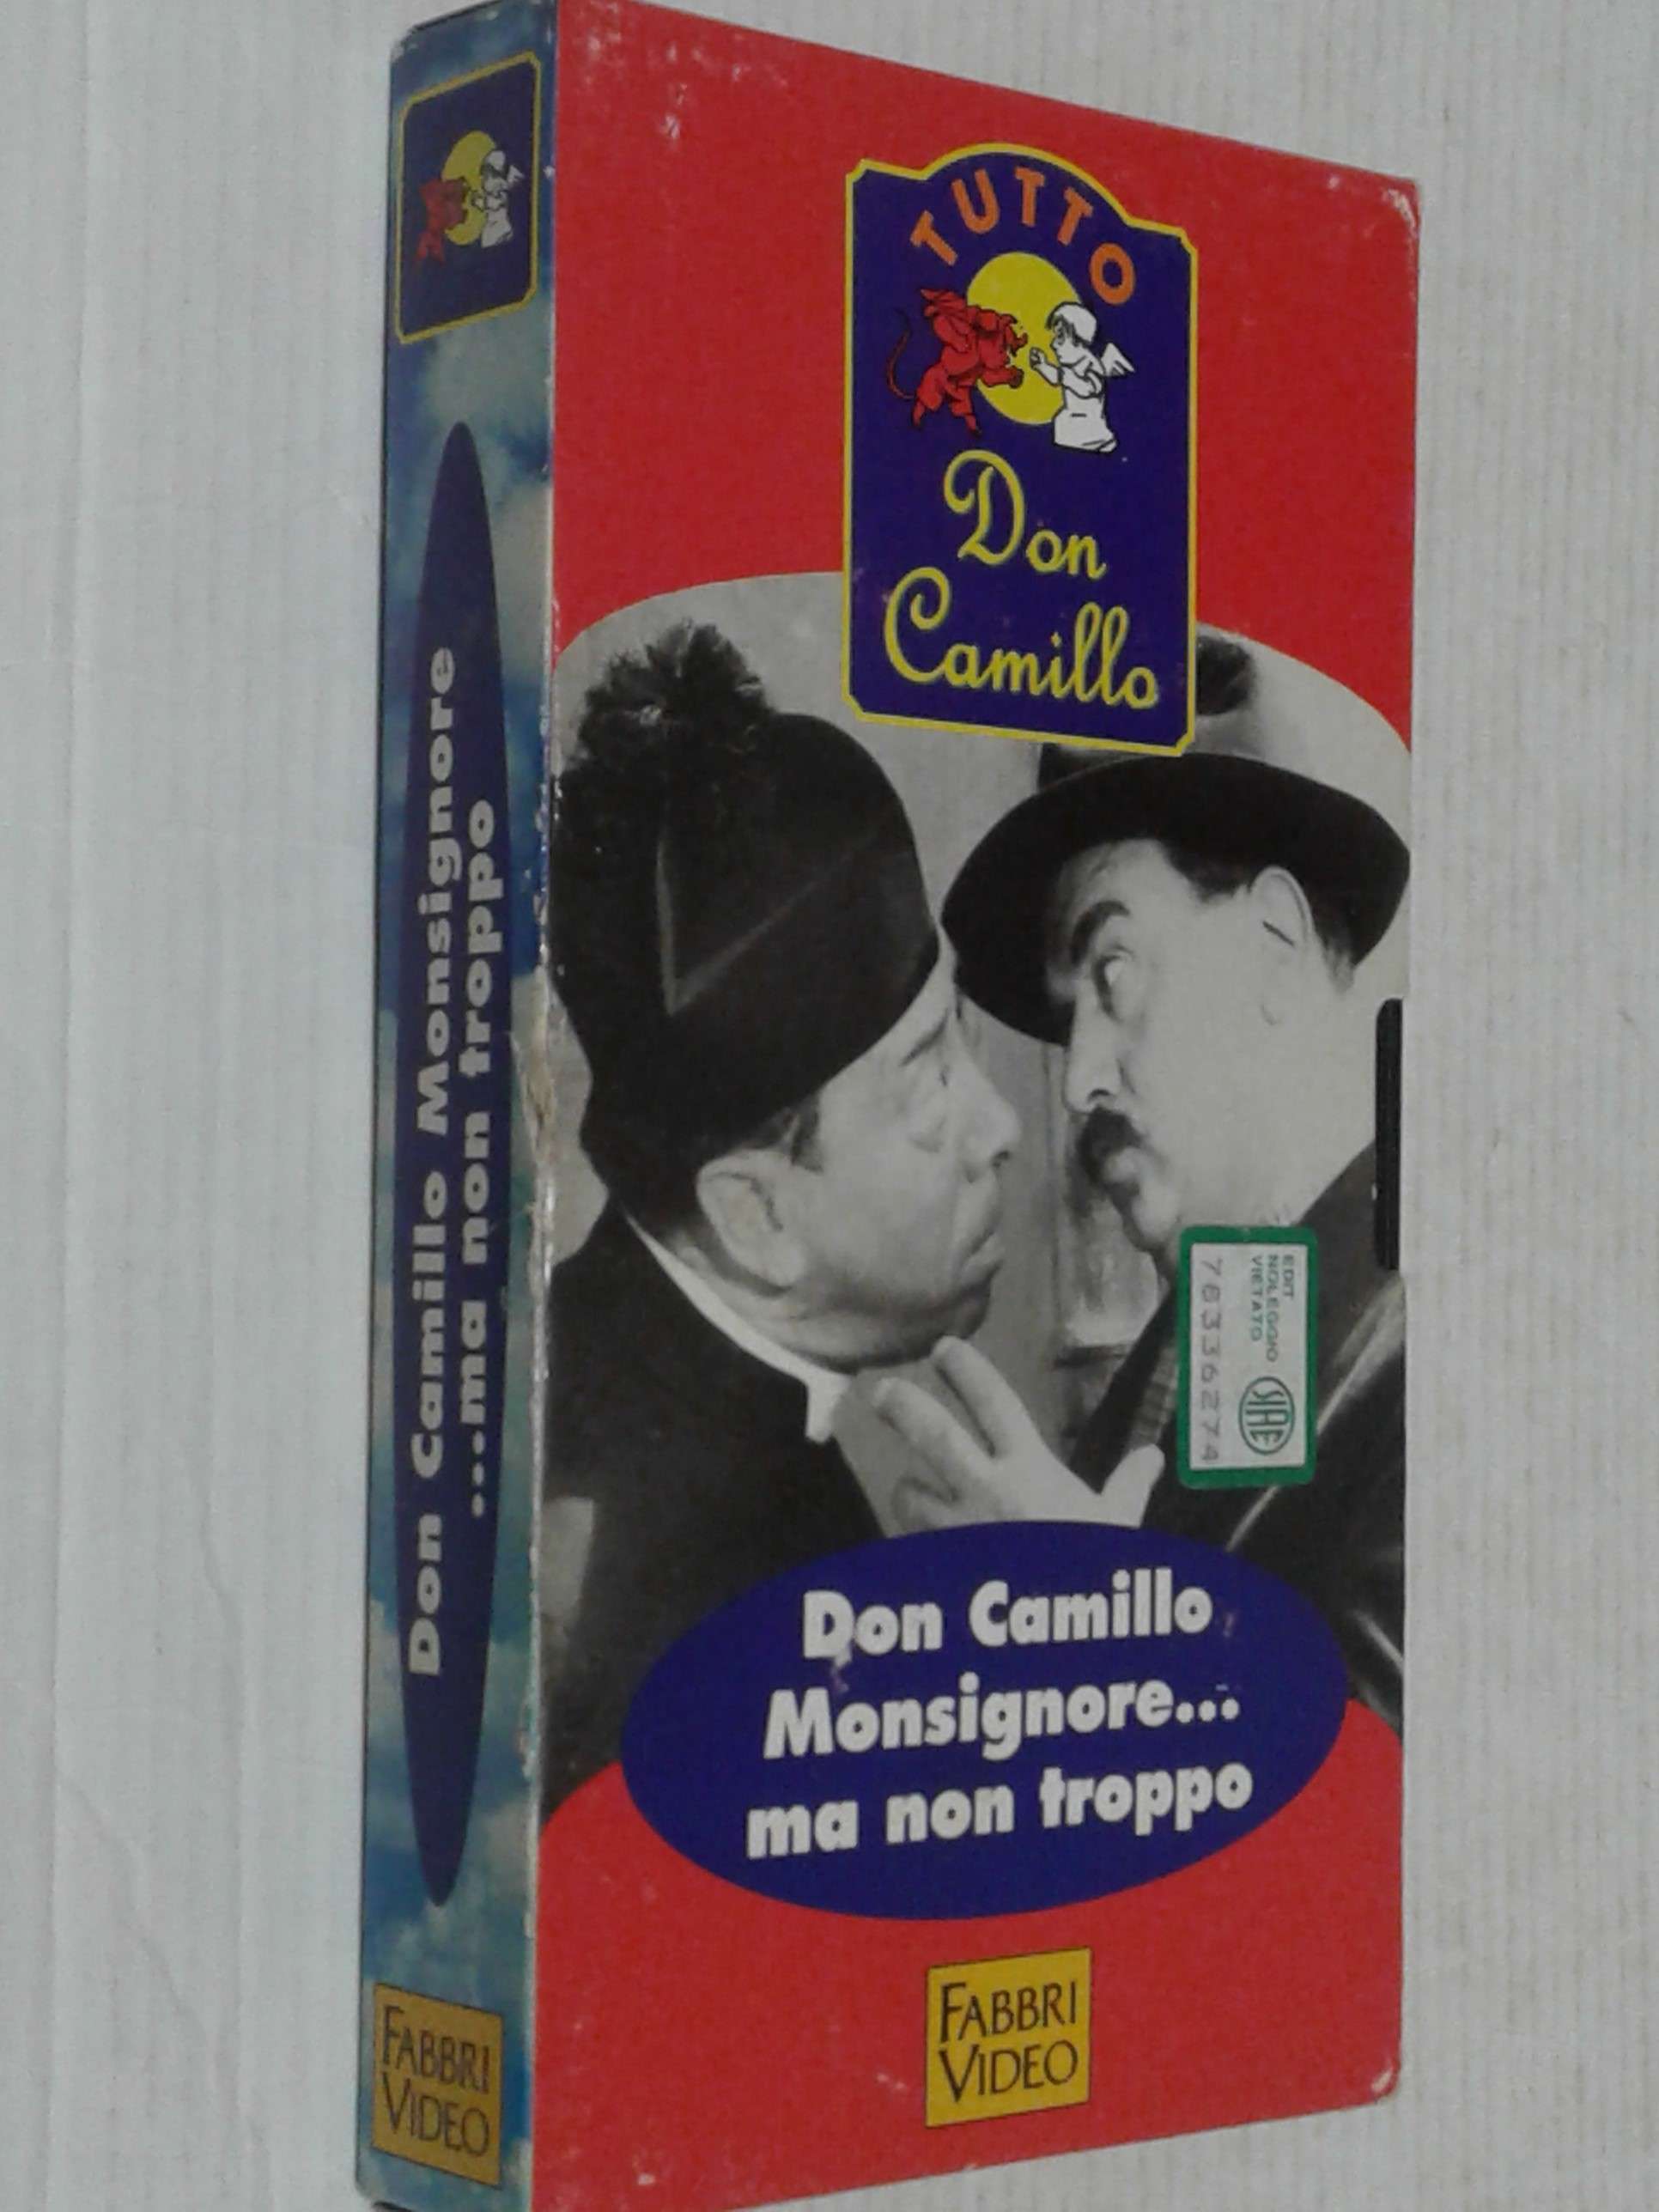 TUTTO
Don
Camillo
EDIT
NOLEGGIO
VIETATO
SIAE
78336274
Don Camillo
Monsignore...
ma non troppo
FABBRI
VIDEO
Don Camillo Monsignore
...ma non troppo
FABBRI
VIDEO